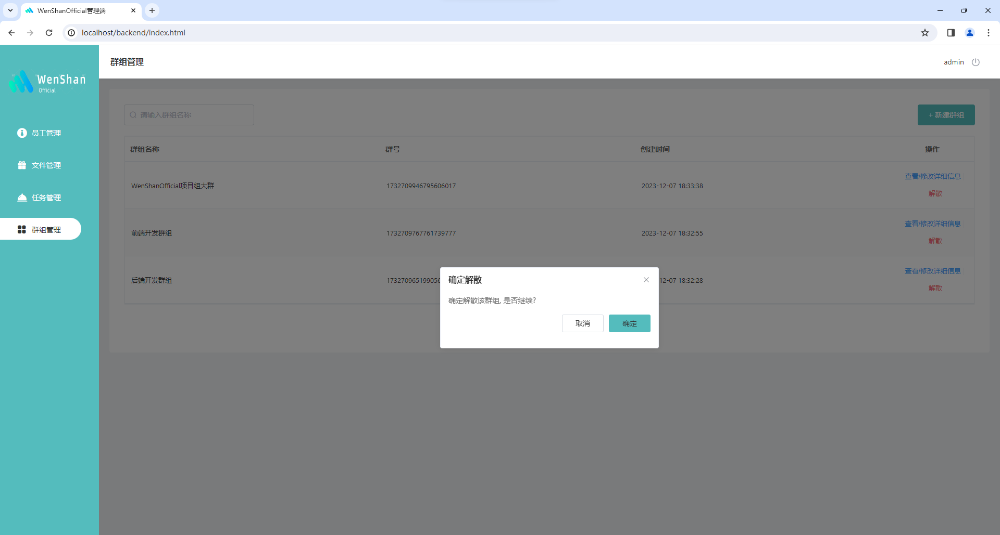 WenShanOfficial管理端
localhost/backend/index.html
WenShan
Official
群组管理
admin
员工管理
文件管理
任务管理
群组管理
请输入群组名称
+ 新建群组
群组名称 群号 创建时间 操作
WenShanOfficial项目组大群 1732709946795606017 2023-12-07 18:33:38 查看/修改详细信息
解散
前端开发群组 1732709767761739777 2023-12-07 18:32:55 查看/修改详细信息
解散
后端开发群组 173270965199056 12-07 18:32:28 查看/修改详细信息
解散
确定解散
确定解散该群组, 是否继续?
取消 确定